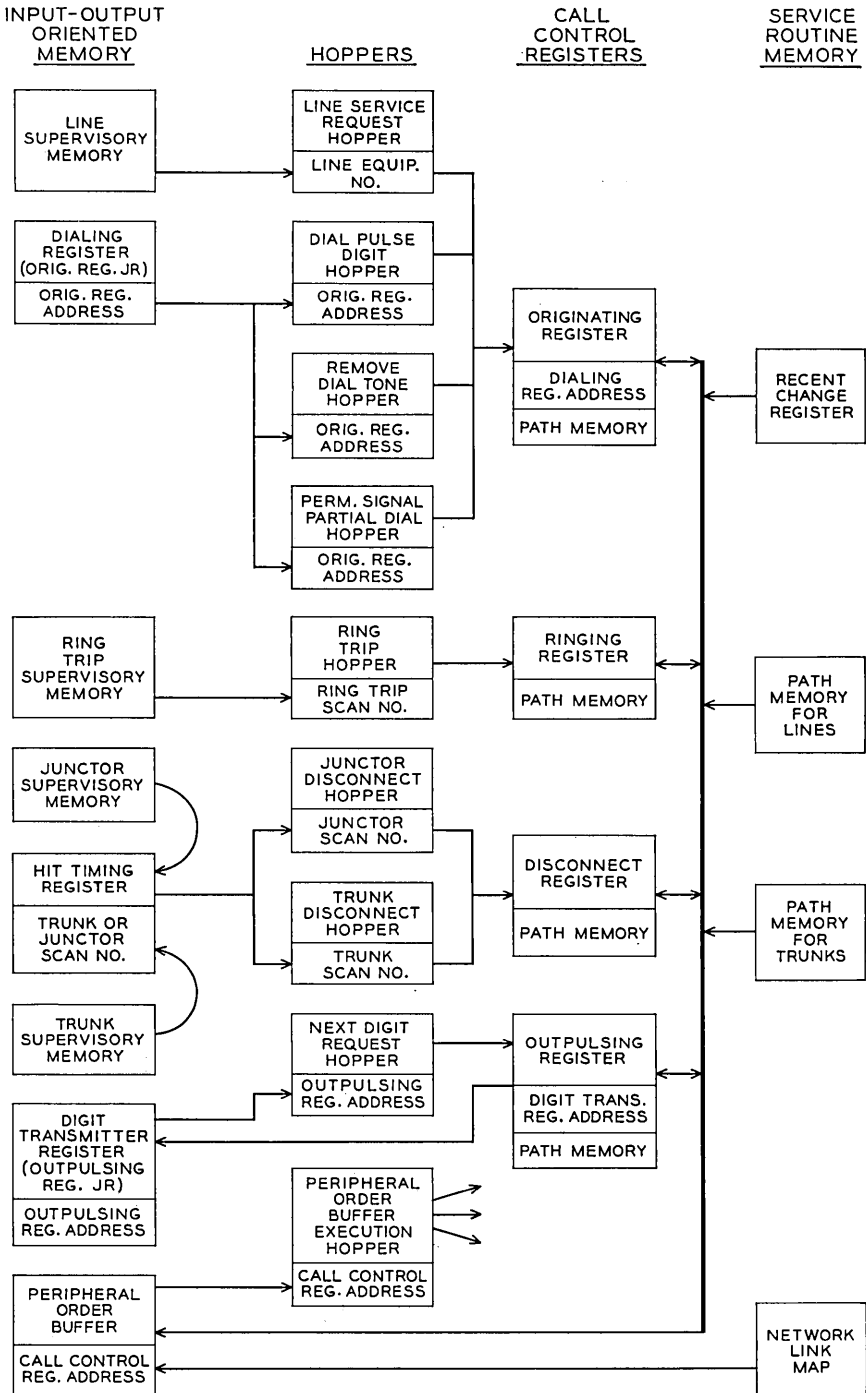 INPUT-OUTPUT
ORIENTED
MEMORY
HOPPERS
CALL
CONTROL
REGISTERS
SERVICE
ROUTINE
MEMORY
LINE
SUPERVISORY
MEMORY
DIALING
REGISTER
(ORIG. REG. JR)
ORIG. REG.
ADDRESS
RING
TRIP
SUPERVISORY
MEMORY
JUNCTOR
SUPERVISORY
MEMORY
HIT TIMING
REGISTER
TRUNK OR
JUNCTOR
SCAN NO.
TRUNK
SUPERVISORY
MEMORY
DIGIT
TRANSMITTER
REGISTER
(OUTPULSING
REG. JR)
OUTPULSING
REG. ADDRESS
PERIPHERAL
ORDER
BUFFER
CALL CONTROL
REG. ADDRESS
LINE SERVICE
REQUEST
HOPPER
LINE EQUIP.
NO.
DIAL PULSE
DIGIT
HOPPER
ORIG. REG.
ADDRESS
REMOVE
DIAL TONE
HOPPER
ORIG. REG.
ADDRESS
PERM. SIGNAL
PARTIAL DIAL
HOPPER
ORIG. REG.
ADDRESS
RING
TRIP
HOPPER
RING TRIP
SCAN NO.
JUNCTOR
DISCONNECT
HOPPER
JUNCTOR
SCAN NO.
TRUNK
DISCONNECT
HOPPER
TRUNK
SCAN NO.
NEXT DIGIT
REQUEST
HOPPER
OUTPULSING
REG. ADDRESS
PERIPHERAL
ORDER
BUFFER
EXECUTION
HOPPER
CALL CONTROL
REG. ADDRESS
ORIGINATING
REGISTER
DIALING
REG. ADDRESS
PATH MEMORY
RINGING
REGISTER
PATH MEMORY
DISCONNECT
REGISTER
PATH MEMORY
OUTPULSING
REGISTER
DIGIT TRANS.
REG. ADDRESS
PATH MEMORY
RECENT
CHANGE
REGISTER
PATH
MEMORY
FOR
LINES
PATH
MEMORY
FOR
TRUNKS
NETWORK
LINK
MAP